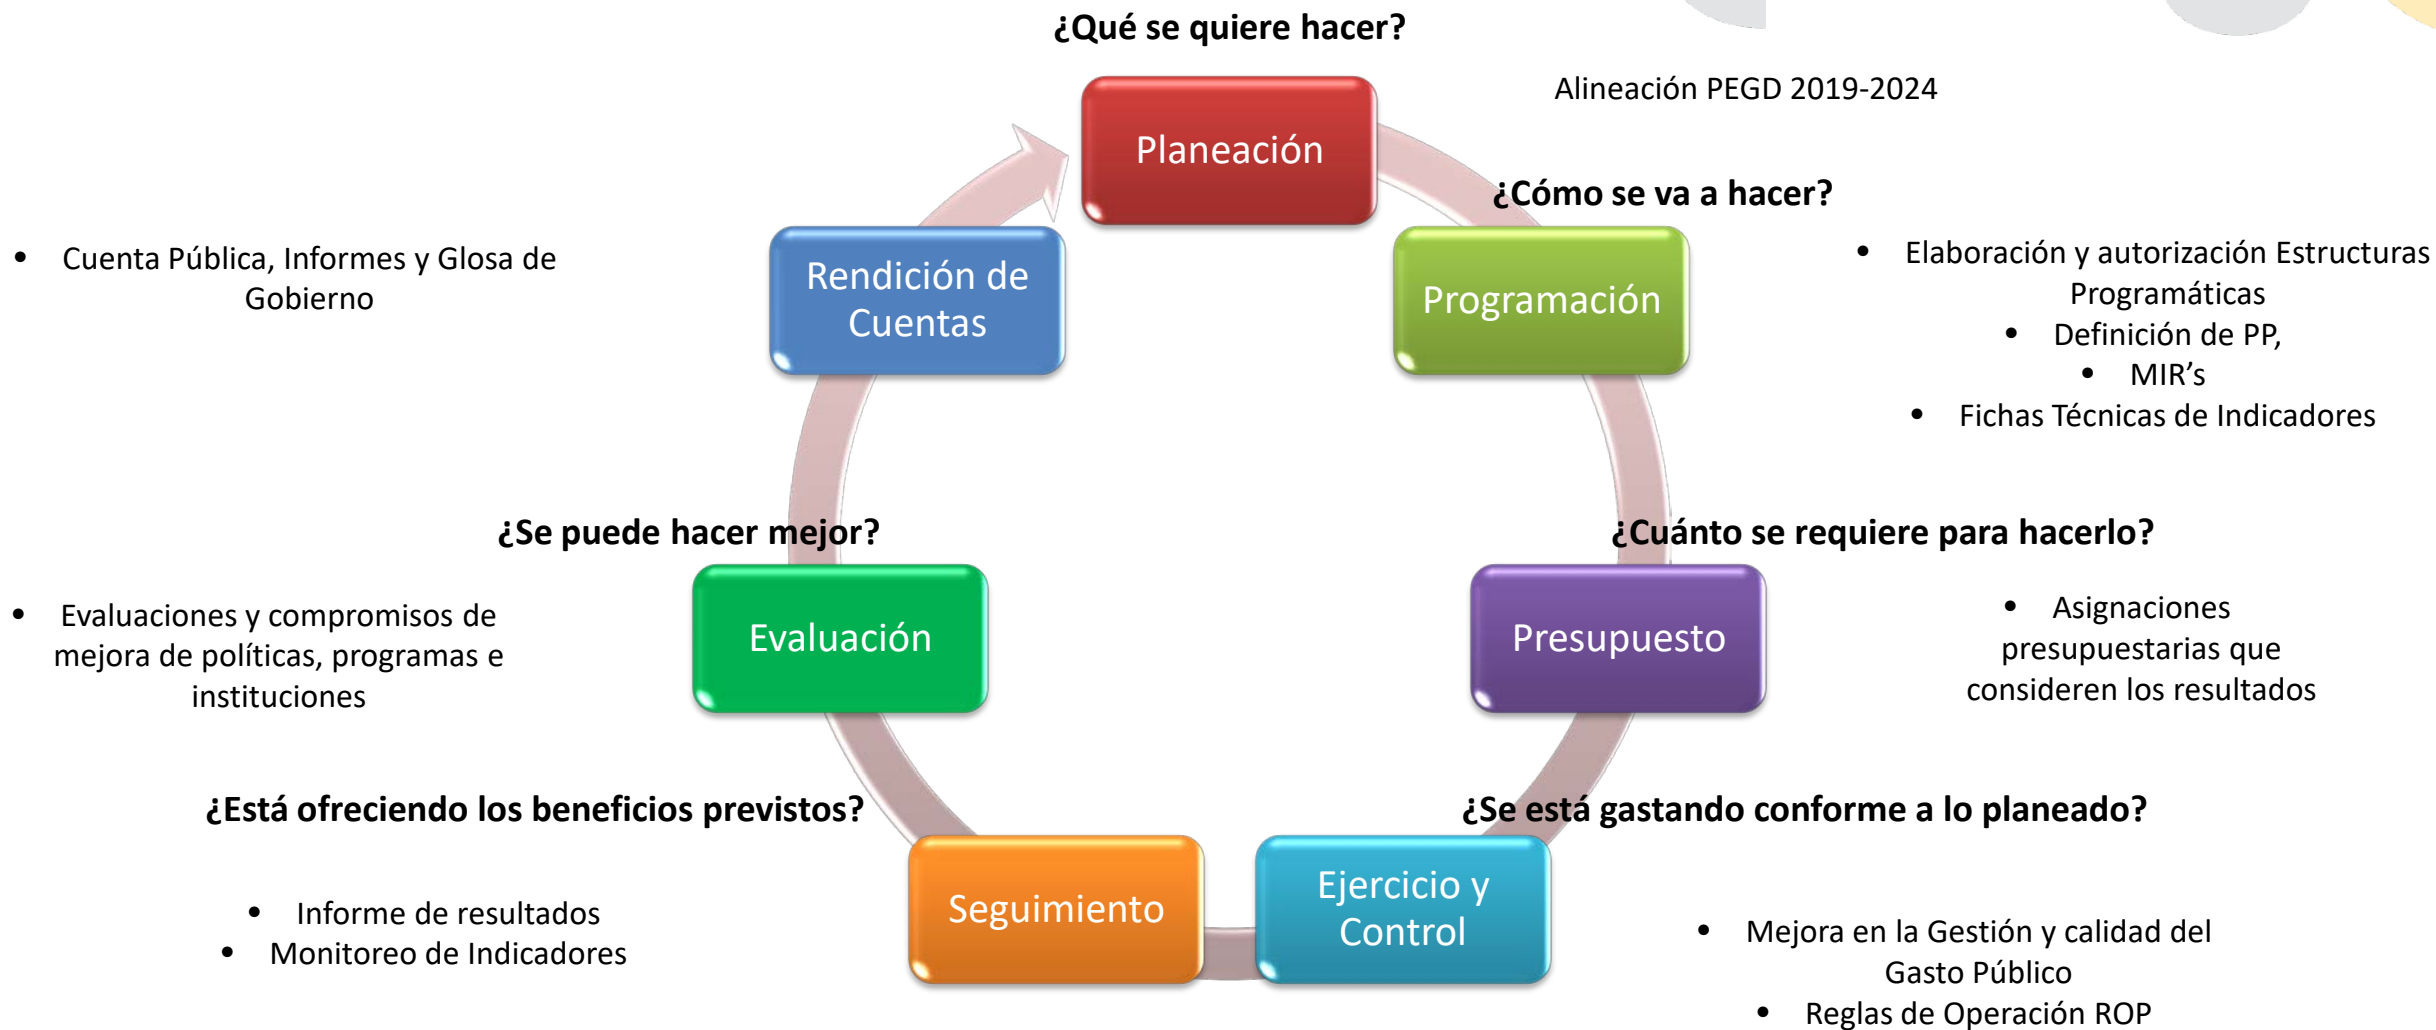 ¿Qué se quiere hacer?
Alineación PEGD 2019-2024
Planeación
¿Cómo se va a hacer?
Programación
• Elaboración y autorización Estructuras
Programáticas
• Definición de PP,
• MIR’s
• Fichas Técnicas de Indicadores
¿Cuánto se requiere para hacerlo?
Presupuesto
• Asignaciones
presupuestarias que
consideren los resultados
¿Se está gastando conforme a lo planeado?
Ejercicio y
Control
• Mejora en la Gestión y calidad del
Gasto Público
• Reglas de Operación ROP
¿Está ofreciendo los beneficios previstos?
Seguimiento
• Informe de resultados
• Monitoreo de Indicadores
¿Se puede hacer mejor?
Evaluación
• Evaluaciones y compromisos de
mejora de políticas, programas e
instituciones
Rendición de
Cuentas
• Cuenta Pública, Informes y Glosa de
Gobierno